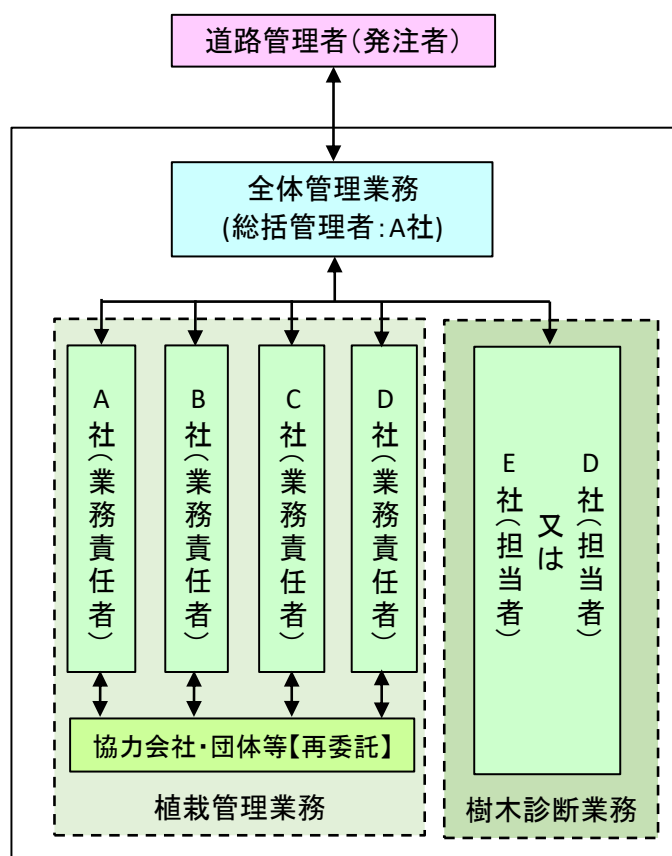 道路管理者（発注者）
全体管理業務
(総括管理者：A社)
A社（業務責任者）
B社（業務責任者）
C社（業務責任者）
D社（業務責任者）
D社（担当者）
又は
E社（担当者）
協力会社・団体等【再委託】
植栽管理業務
樹木診断業務